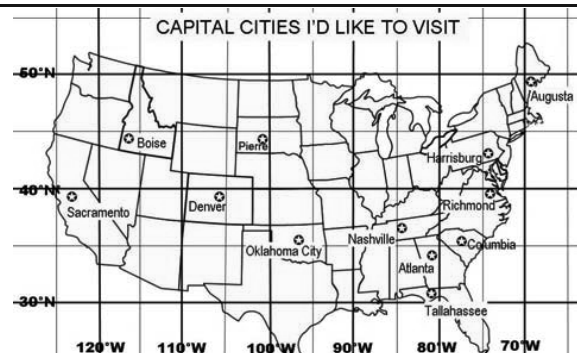 CAPITAL CITIES I'D LIKE TO VISIT
50°N
Augusta
Boise
Pierre
Harrisburg
40°N
Sacramento
Denver
Richmond
Nashville
Columbia
Oklahoma City
Atlanta
30°N
Tallahassee
120°W 110°W 100°W 90°W 80°W 70°W